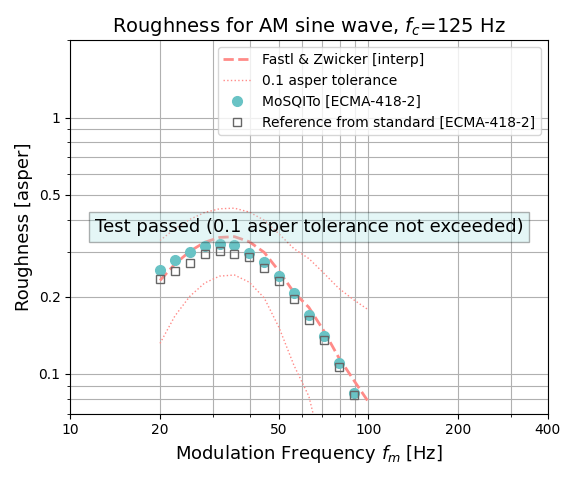 Roughness for AM sine wave, fc=125 Hz
Fastl & Zwicker [interp]
0.1 asper tolerance
MoSQITo [ECMA-418-2]
Reference from standard [ECMA-418-2]
Test passed (0.1 asper tolerance not exceeded)
Roughness [asper]
1
0.5
0.2
0.1
10 20 50 100 200 400
Modulation Frequency fm [Hz]